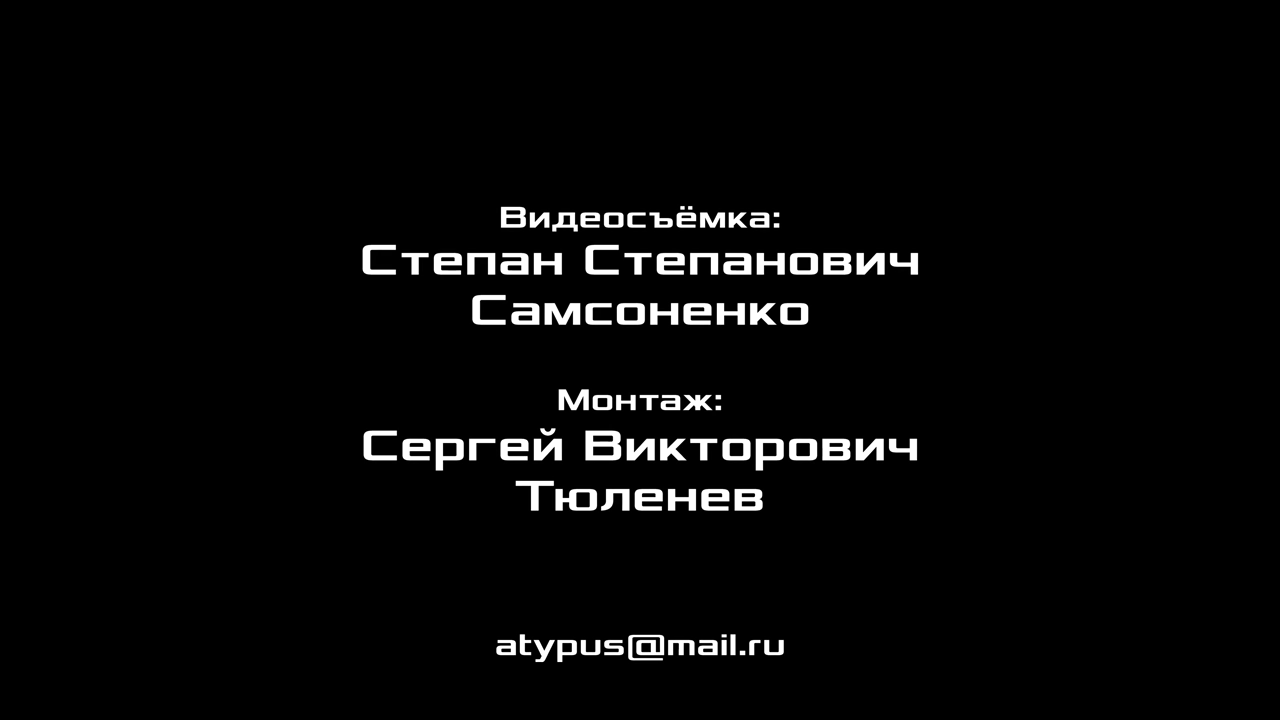 Видеосъёмка:
Степан Степанович
Самсоненко
Монтаж:
Сергей Викторович
Тюленев
atypus@mail.ru